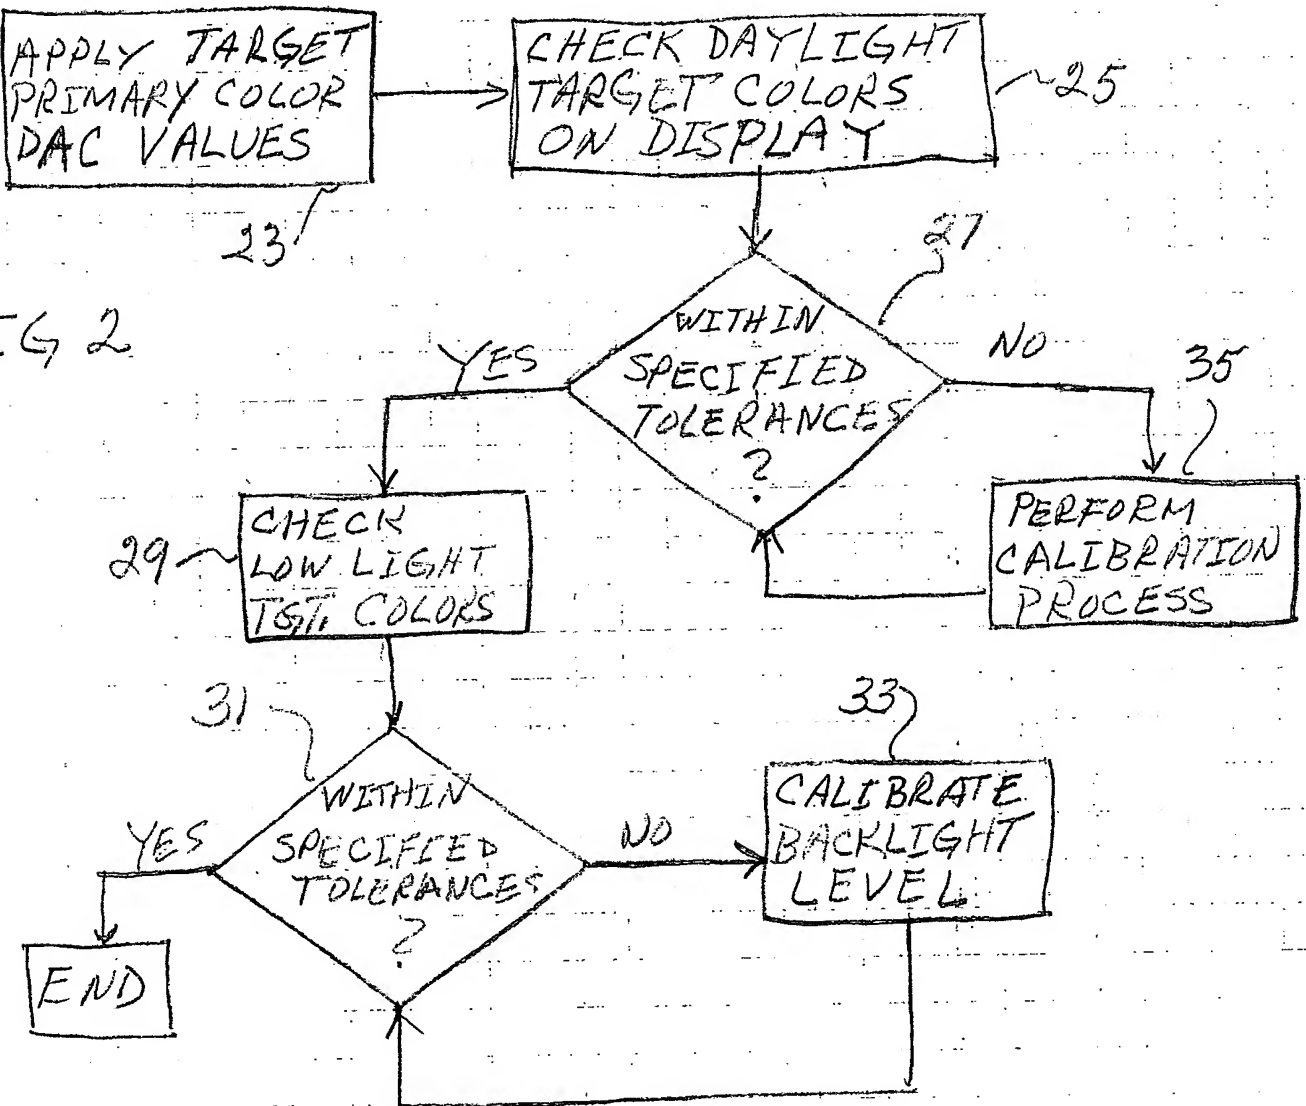 APPLY TARGET
PRIMARY COLOR
DAC VALUES
23
CHECK DAYLIGHT
TARGET COLORS
ON DISPLAY
25
27
IG 2
WITHIN
SPECIFIED
TOLERANCES
?
YES
NO
35
PERFORM
CALIBRATION
PROCESS
29
CHECK
LOW LIGHT
TGT. COLORS
31
WITHIN
SPECIFIED
TOLERANCES
?
YES
NO
33
CALIBRATE
BACKLIGHT
LEVEL
END